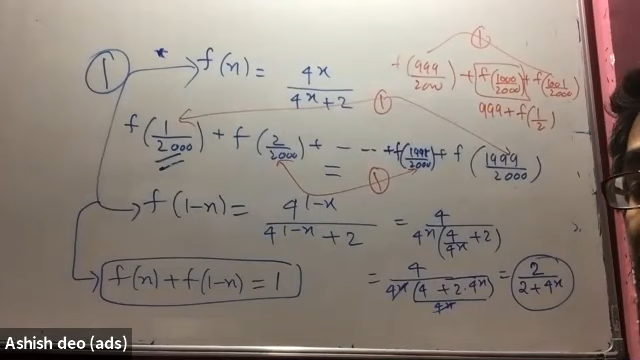 ① * → f(x) = 4^x / (4^x + 2)
f(999/2000) + f(1000/2000) + f(1001/2000)
①
999 + f(1/2)
①
f(1/2000) + f(2/2000) + - -- + f(1998/2000) + f(1999/2000)
=
①
f(1-x) = 4^(1-x) / (4^(1-x) + 2) = 4 / (4^x (4/4^x + 2))
f(x) + f(1-x) = 1
= 4 / (4^x (4 + 2·4^x) / 4^x) = 2 / (2 + 4^x)
Ashish deo (ads)